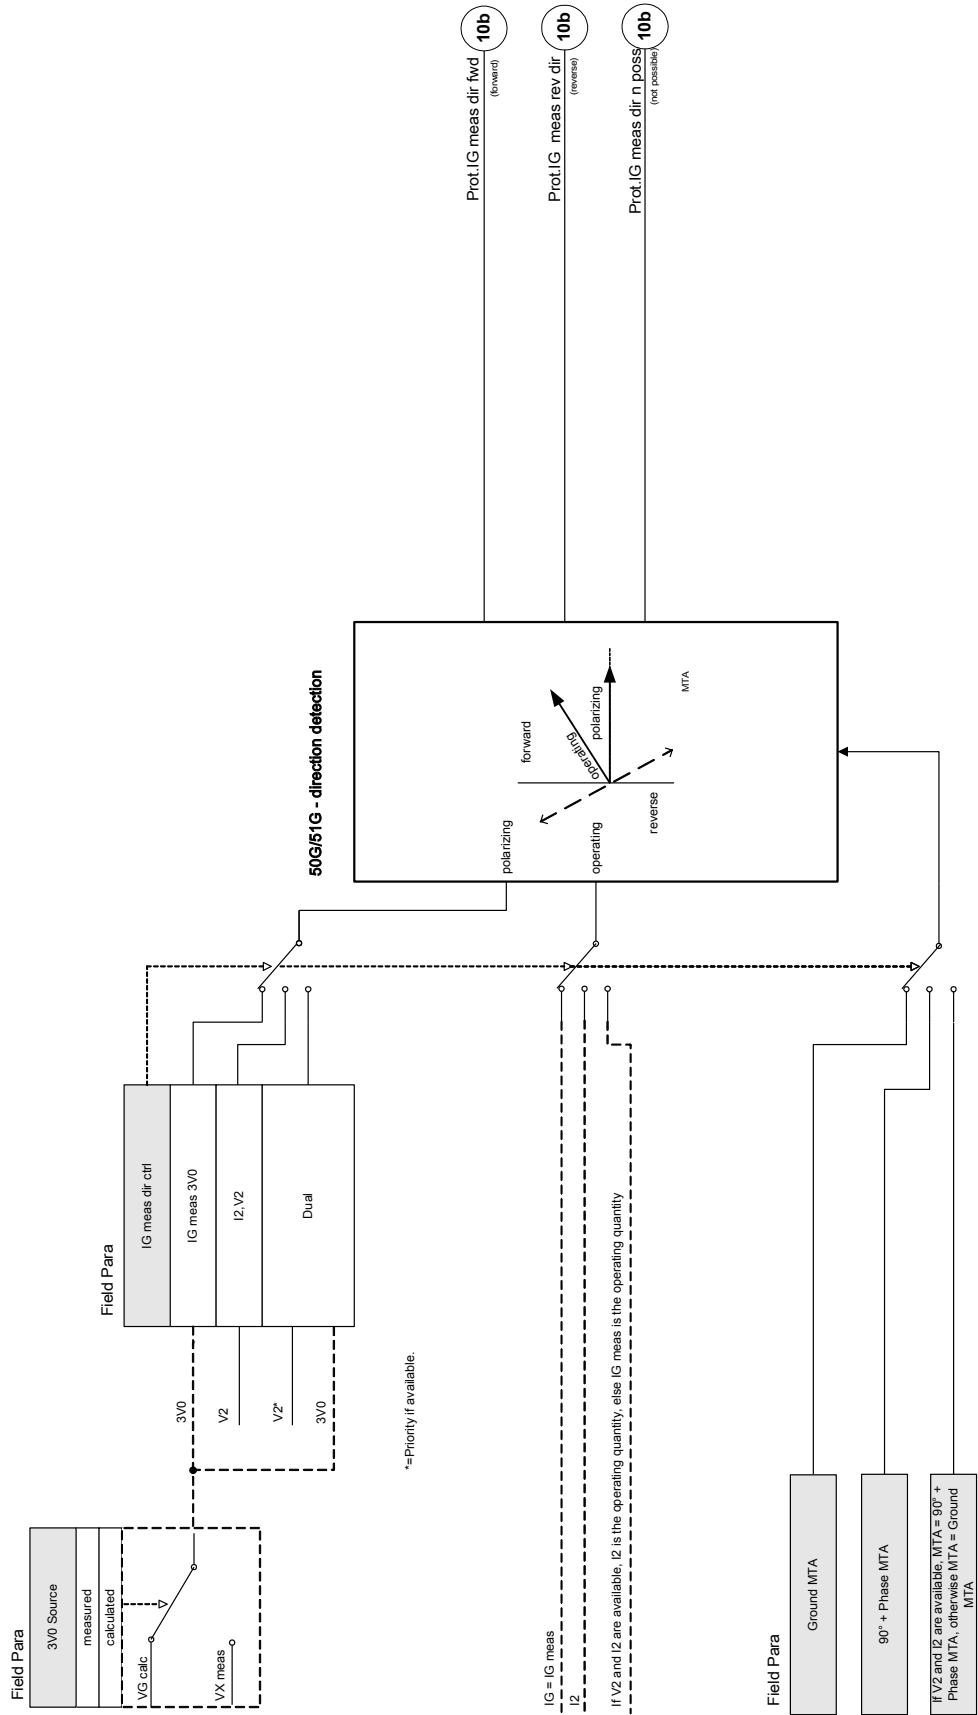 Field Para
3V0 Source
measured
calculated
VG calc
VX meas
3V0
V2
V2*
3V0
*=Priority if available.
Field Para
IG meas dir ctrl
IG meas 3V0
I2,V2
Dual
IG = IG meas
I2
If V2 and I2 are available, I2 is the operating quantity, else IG meas is the operating quantity
Field Para
Ground MTA
90° + Phase MTA
If V2 and I2 are available, MTA = 90° +
Phase MTA, otherwise MTA = Ground
MTA
50G/51G - direction detection
polarizing
operating
forward
reverse
operating
polarizing
MTA
Prot.IG meas dir fwd
(forward)
10b
Prot.IG meas rev dir
(reverse)
10b
Prot.IG meas dir n poss
(not possible)
10b